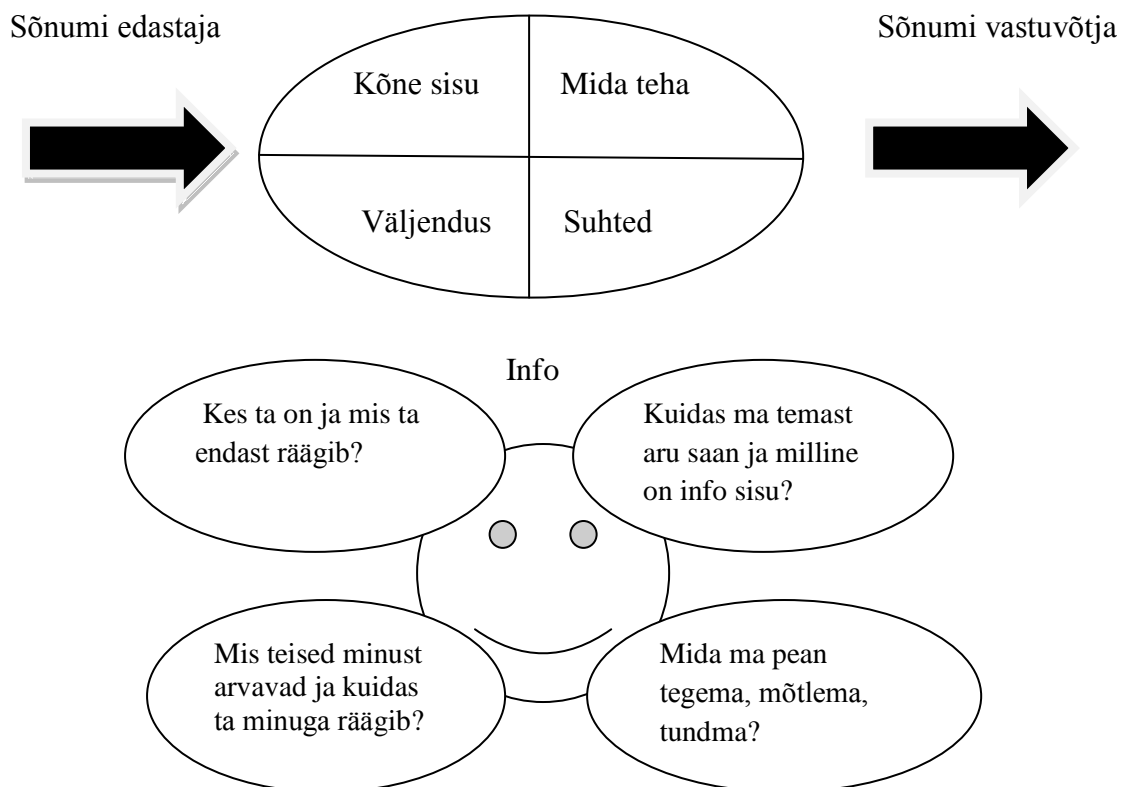 Sõnumi edastaja
Sõnumi vastuvõtja
Kõne sisu
Mida teha
Väljendus
Suhted
Info
Kes ta on ja mis ta
endast räägib?
Kuidas ma temast
aru saan ja milline
on info sisu?
Mis teised minust
arvavad ja kuidas
ta minuga räägib?
Mida ma pean
tegema, mõtlema,
tundma?